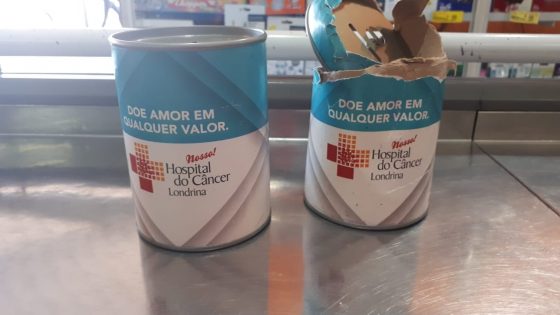 DOE AMOR EM
QUALQUER VALOR.
Nosso!
Hospital
do Câncer
Londrina
DOE AMOR EM
QUALQUER VALOR.
Nosso!
Hospital
do Câncer
Londrina